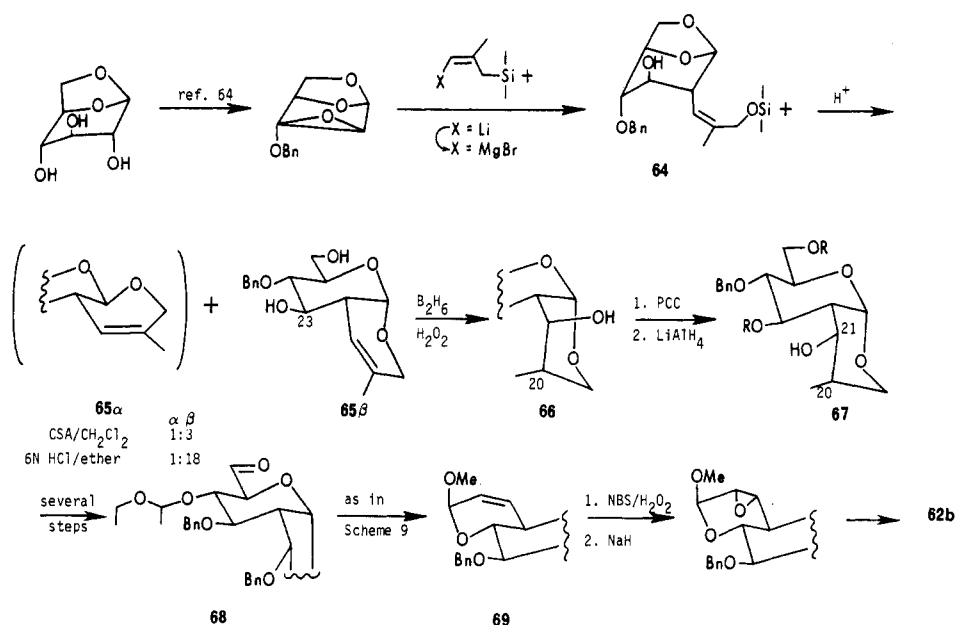 O
O
OH
OH
OH
ref. 64
O
O
O
OBn
X
Si
X = Li
X = MgBr
O
O
OH
OBn
OSi
64
H+
O
O
65α
+
OH
BnO
O
HO
23
O
65β
B2H6
H2O2
O
OH
O
20
66
1. PCC
2. LiAlH4
OR
BnO
O
RO
21
HO
O
20
67
α β
CSA/CH2Cl2 1:3
6N HCl/ether 1:18
several
steps
O
O
O
O
BnO
BnO
68
as in
Scheme 9
OMe
O
BnO
69
1. NBS/H2O2
2. NaH
OMe
O
O
BnO
62b